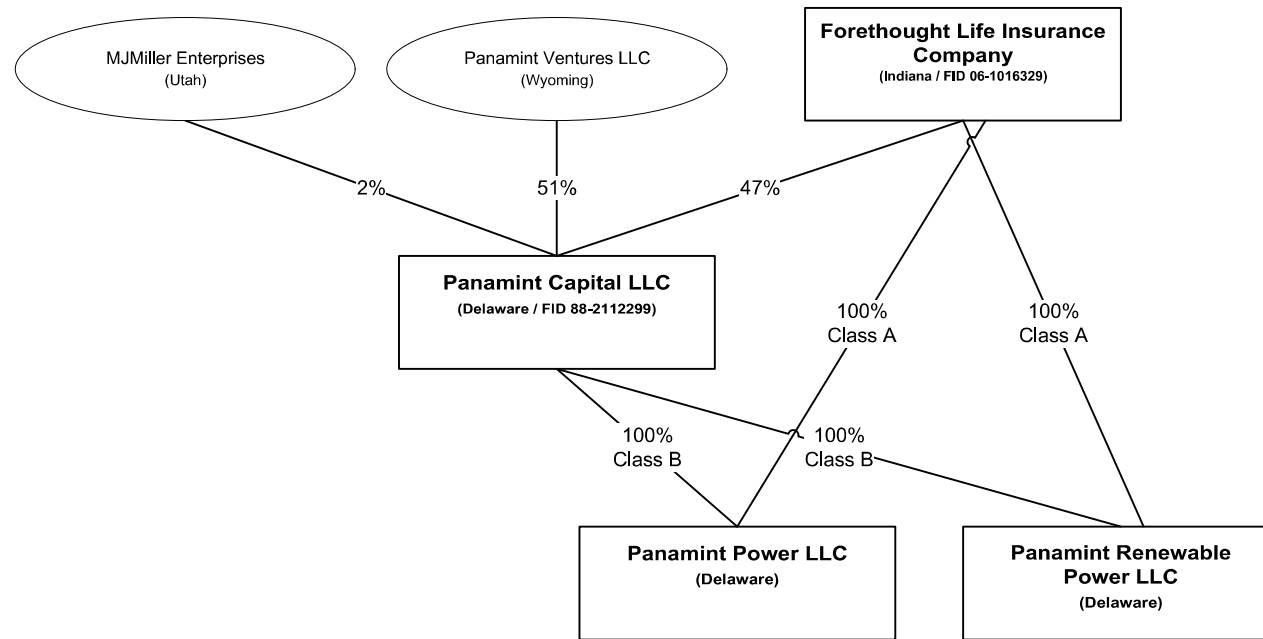 MJMiller Enterprises
(Utah)
Panamint Ventures LLC
(Wyoming)
Forethought Life Insurance
Company
(Indiana / FID 06-1016329)
2%
51%
47%
Panamint Capital LLC
(Delaware / FID 88-2112299)
100%
Class A
100%
Class A
100%
Class B
100%
Class B
Panamint Power LLC
(Delaware)
Panamint Renewable
Power LLC
(Delaware)